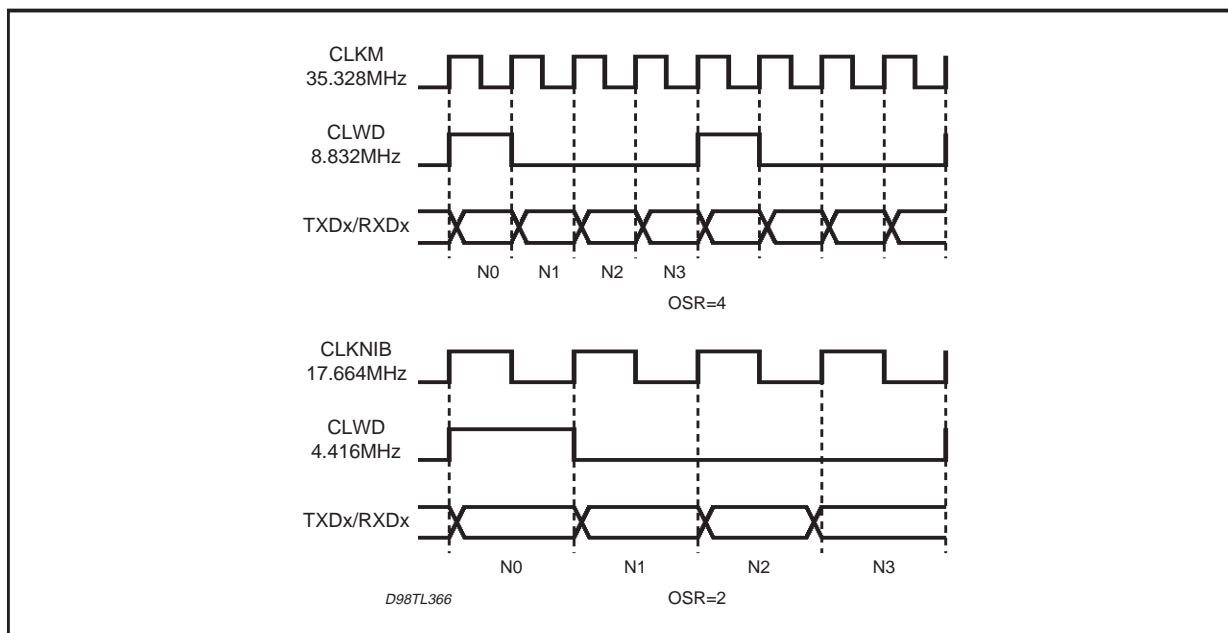 CLKM
35.328MHz
CLWD
8.832MHz
TXDx/RXDx
N0 N1 N2 N3
OSR=4
CLKNIB
17.664MHz
CLWD
4.416MHz
TXDx/RXDx
N0 N1 N2 N3
D98TL366 OSR=2